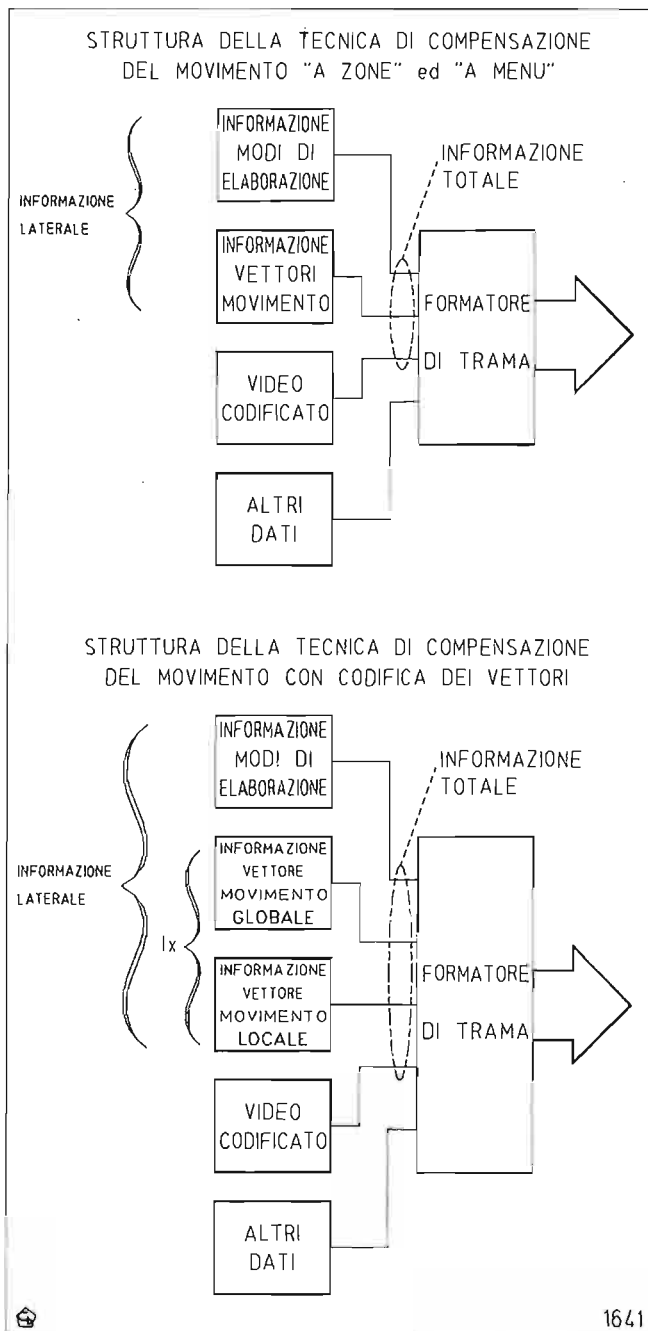 STRUTTURA DELLA TECNICA DI COMPENSAZIONE
DEL MOVIMENTO "A ZONE" ed "A MENU"
INFORMAZIONE
MODI DI
ELABORAZIONE
INFORMAZIONE
TOTALE
INFORMAZIONE
LATERALE
INFORMAZIONE
VETTORI
MOVIMENTO
FORMATORE
DI TRAMA
VIDEO
CODIFICATO
ALTRI
DATI
STRUTTURA DELLA TECNICA DI COMPENSAZIONE
DEL MOVIMENTO CON CODIFICA DEI VETTORI
INFORMAZIONE
MODI DI
ELABORAZIONE
INFORMAZIONE
TOTALE
INFORMAZIONE
LATERALE
Ix
INFORMAZIONE
VETTORE
MOVIMENTO
GLOBALE
INFORMAZIONE
VETTORE
MOVIMENTO
LOCALE
FORMATORE
DI TRAMA
VIDEO
CODIFICATO
ALTRI
DATI
1641